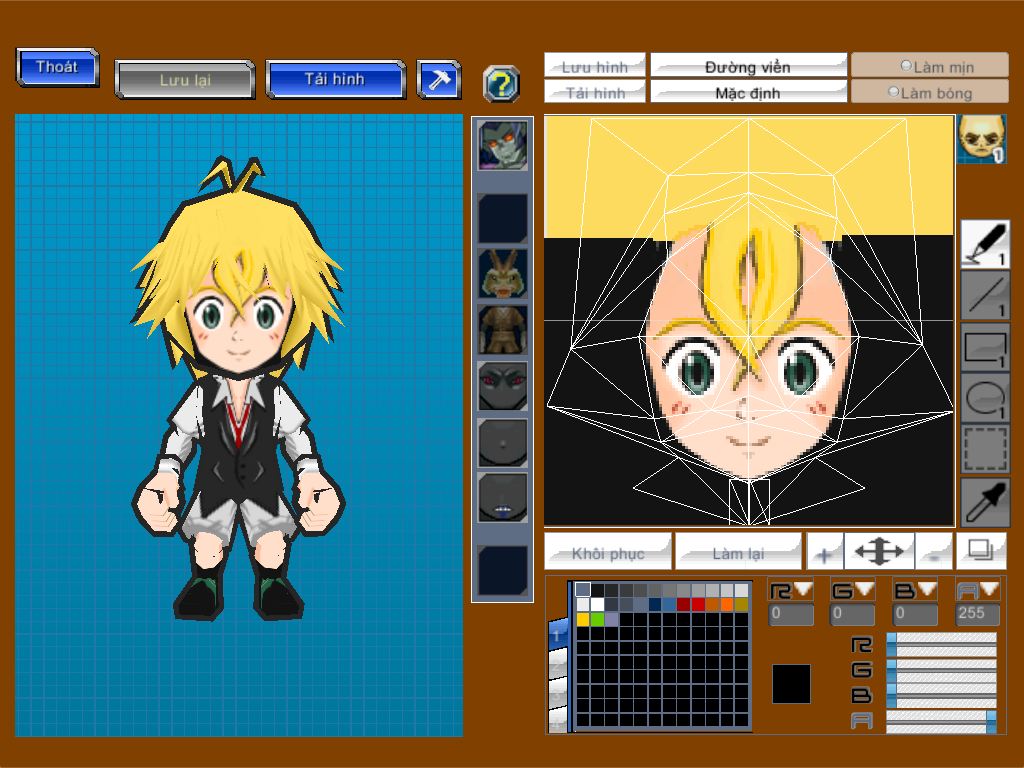 Thoát
Lưu lại
Tải hình
?
Lưu hình
Đường viền
Làm mịn
Tải hình
Mặc định
Làm bóng
1
1
1
1
1
Khôi phục
Làm lại
+
-
R G B A
0 0 0 255
1
R
G
B
A